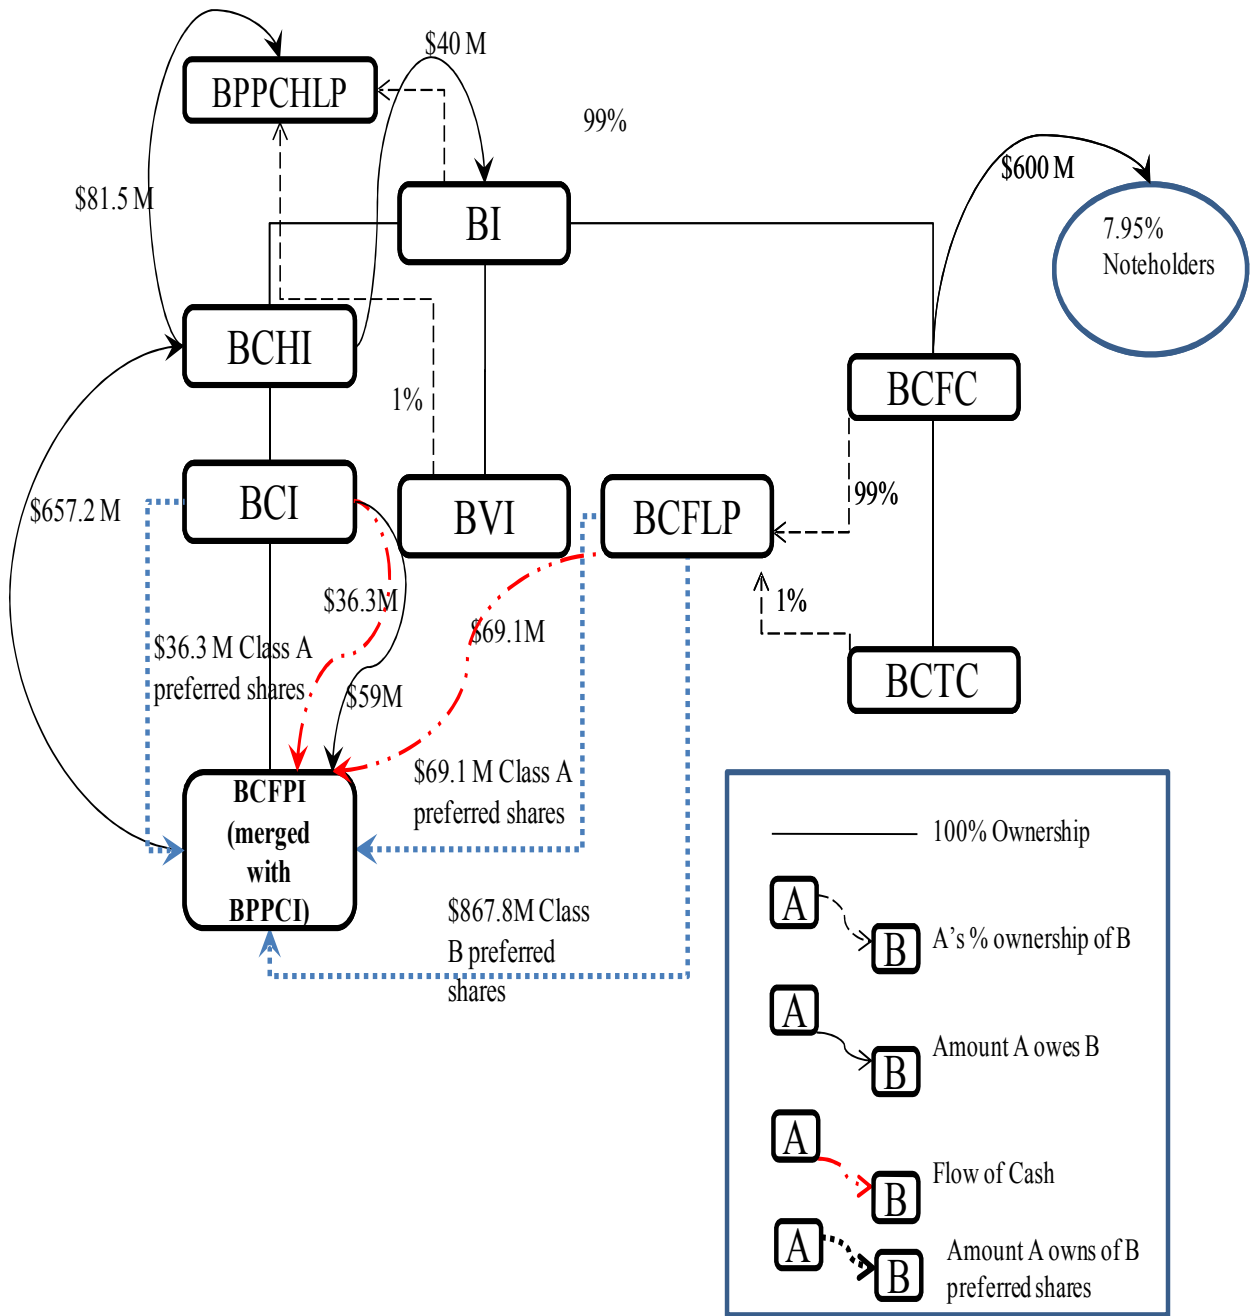 $40 M
BPPCHLP
99%
$600 M
$81.5 M
BI
7.95%
Noteholders
BCHI
BCFC
1%
$657.2 M
BCI
BVI
BCFLP
99%
$36.3M
1%
$69.1M
$36.3 M Class A
preferred shares
BCTC
$59M
$69.1 M Class A
preferred shares
BCFPI
(merged
with
BPPCI)
$867.8M Class
B preferred
shares
100% Ownership
A
B
A’s % ownership of B
A
B
Amount A owes B
A
B
Flow of Cash
A
B
Amount A owns of B
preferred shares